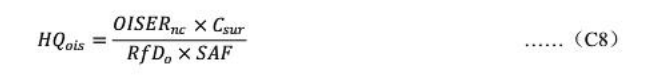 HQ_ois = (OISER_nc × C_sur) / (RfD_o × SAF) ……（C8）